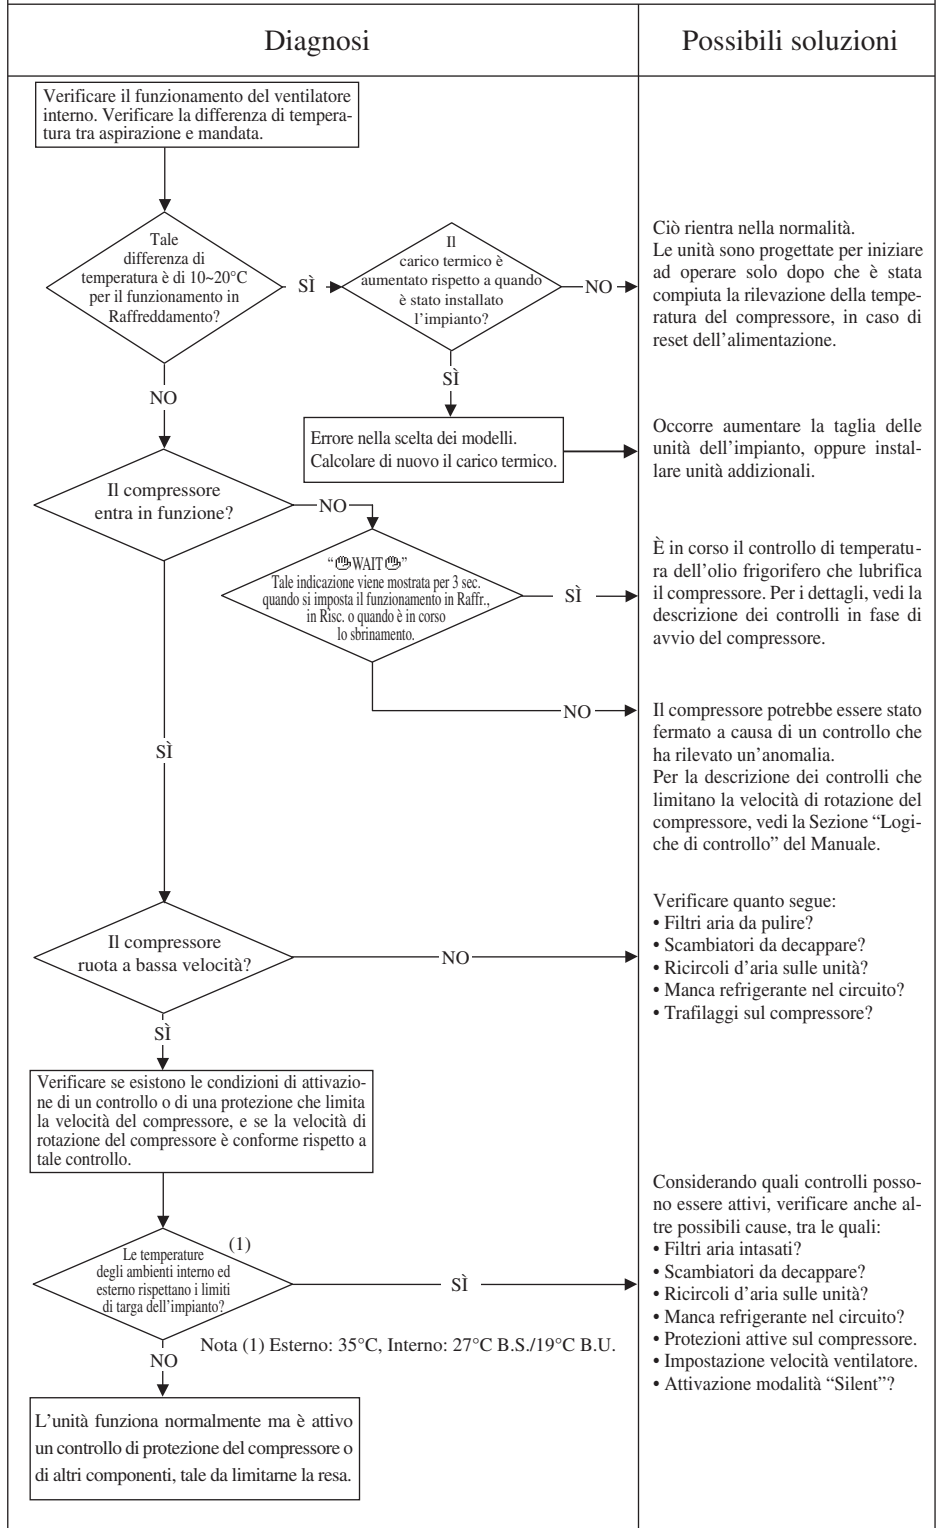 Diagnosi
Possibili soluzioni
Verificare il funzionamento del ventilatore
interno. Verificare la differenza di tempera-
tura tra aspirazione e mandata.
Tale
differenza di
temperatura è di 10~20°C
per il funzionamento in
Raffreddamento?
SÌ
Il
carico termico è
aumentato rispetto a quando
è stato installato
l'impianto?
NO
Ciò rientra nella normalità.
Le unità sono progettate per iniziare
ad operare solo dopo che è stata
compiuta la rilevazione della tempe-
ratura del compressore, in caso di
reset dell'alimentazione.
SÌ
NO
Errore nella scelta dei modelli.
Calcolare di nuovo il carico termico.
Occorre aumentare la taglia delle
unità dell'impianto, oppure instal-
lare unità addizionali.
Il compressore
entra in funzione?
NO
“WAIT”
Tale indicazione viene mostrata per 3 sec.
quando si imposta il funzionamento in Raffr.,
in Risc. o quando è in corso
lo sbrinamento.
SÌ
È in corso il controllo di temperatu-
ra dell'olio frigorifero che lubrifica
il compressore. Per i dettagli, vedi la
descrizione dei controlli in fase di
avvio del compressore.
NO
Il compressore potrebbe essere stato
fermato a causa di un controllo che
ha rilevato un'anomalia.
Per la descrizione dei controlli che
limitano la velocità di rotazione del
compressore, vedi la Sezione “Logi-
che di controllo” del Manuale.
SÌ
Il compressore
ruota a bassa velocità?
NO
Verificare quanto segue:
• Filtri aria da pulire?
• Scambiatori da decappare?
• Ricircoli d'aria sulle unità?
• Manca refrigerante nel circuito?
• Trafilaggi sul compressore?
SÌ
Verificare se esistono le condizioni di attivazio-
ne di un controllo o di una protezione che limita
la velocità del compressore, e se la velocità di
rotazione del compressore è conforme rispetto a
tale controllo.
(1)
Le temperature
degli ambienti interno ed
esterno rispettano i limiti
di targa dell'impianto?
SÌ
Considerando quali controlli posso-
no essere attivi, verificare anche al-
tre possibili cause, tra le quali:
• Filtri aria intasati?
• Scambiatori da decappare?
• Ricircoli d'aria sulle unità?
• Manca refrigerante nel circuito?
• Protezioni attive sul compressore.
• Impostazione velocità ventilatore.
• Attivazione modalità “Silent”?
Nota (1) Esterno: 35°C, Interno: 27°C B.S./19°C B.U.
NO
L'unità funziona normalmente ma è attivo
un controllo di protezione del compressore o
di altri componenti, tale da limitarne la resa.